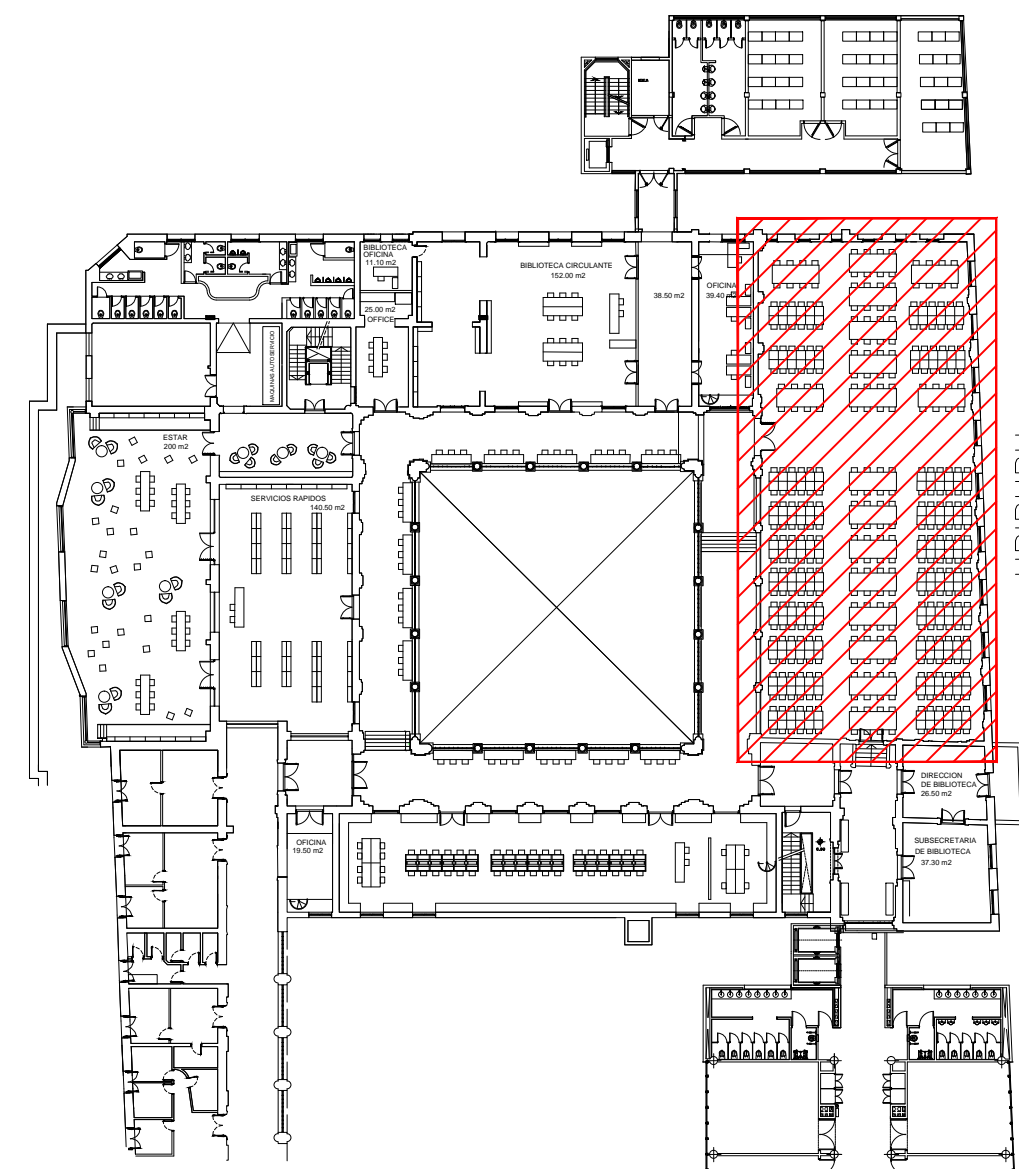 BIBLIOTECA
OFICINA
11.10 m2
25.00 m2
OFFICE
BIBLIOTECA CIRCULANTE
152.00 m2
38.50 m2
OFICINA
39.40 m2
MAQUINAS AUTOSERVICIO
ESTAR
200 m2
SERVICIOS RAPIDOS
140.50 m2
DIRECCION
DE BIBLIOTECA
26.50 m2
SUBSECRETARIA
DE BIBLIOTECA
37.30 m2
OFICINA
19.50 m2